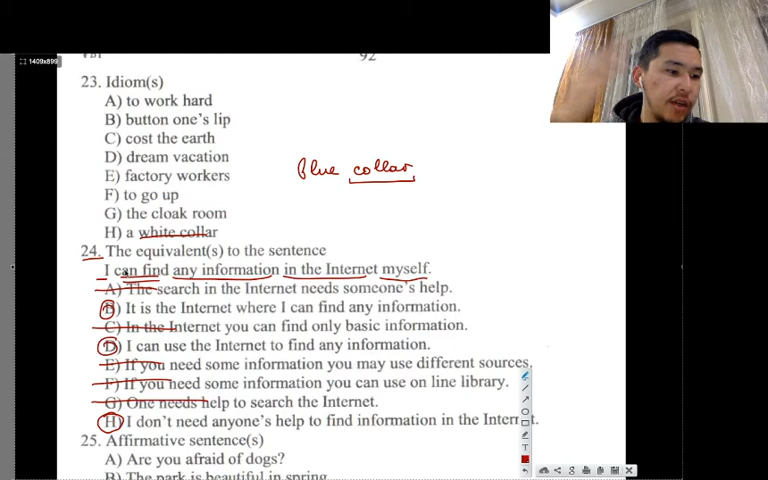 1409x899
92
23. Idiom(s)
A) to work hard
B) button one's lip
C) cost the earth
D) dream vacation
E) factory workers
F) to go up
G) the cloak room
H) a white collar
Blue collar
24. The equivalent(s) to the sentence
I can find any information in the Internet myself.
A) The search in the Internet needs someone's help.
B) It is the Internet where I can find any information.
C) In the Internet you can find only basic information.
D) I can use the Internet to find any information.
E) If you need some information you may use different sources.
F) If you need some information you can use on line library.
G) One needs help to search the Internet.
H) I don't need anyone's help to find information in the Internet.
25. Affirmative sentence(s)
A) Are you afraid of dogs?
B) The park is beautiful in spring